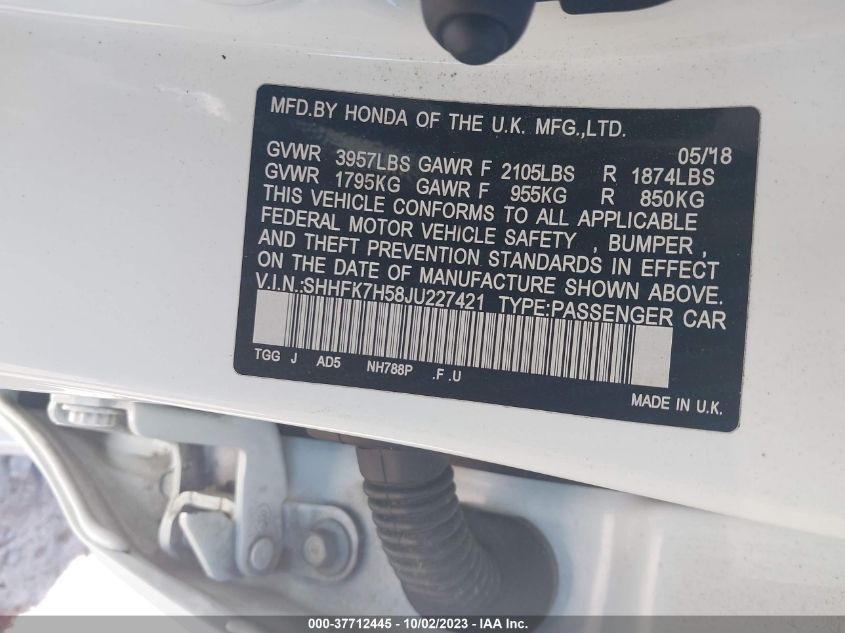 MFD.BY HONDA OF THE U.K. MFG.,LTD.
05/18
GVWR 3957LBS GAWR F 2105LBS R 1874LBS
GVWR 1795KG GAWR F 955KG R 850KG
THIS VEHICLE CONFORMS TO ALL APPLICABLE
FEDERAL MOTOR VEHICLE SAFETY , BUMPER ,
AND THEFT PREVENTION STANDARDS IN EFFECT
ON THE DATE OF MANUFACTURE SHOWN ABOVE.
V.I.N.:SHHFK7H58JU227421 TYPE:PASSENGER CAR
TGG J AD5 NH788P .F .U
MADE IN U.K.
000-37712445 - 10/02/2023 - IAA Inc.